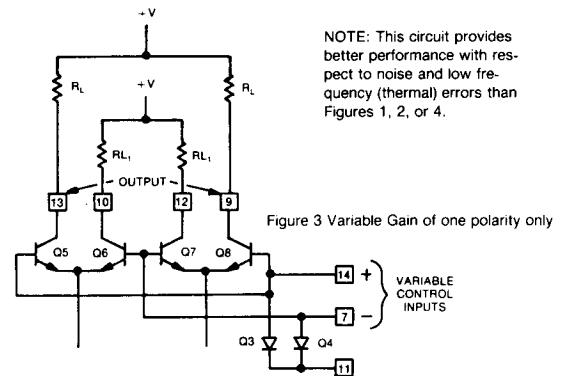 +V
NOTE: This circuit provides
better performance with res-
pect to noise and low fre-
quency (thermal) errors than
Figures 1, 2, or 4.
RL
+V
RL
RL1
RL1
OUTPUT
13
10
12
9
Figure 3 Variable Gain of one polarity only
Q5
Q6
Q7
Q8
14 +
VARIABLE
CONTROL
INPUTS
7 −
Q3
Q4
11